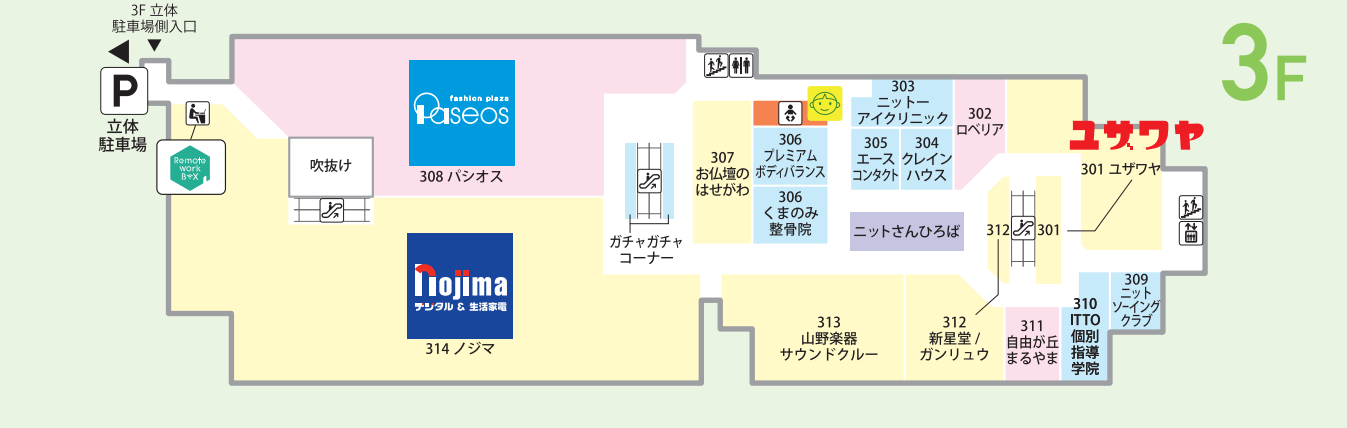 3F 立体
駐車場側入口
P
立体
駐車場
Remote
work
BOX
吹抜け
fashion plaza
Paseos
308 パシオス
nojima
デジタル & 生活家電
314 ノジマ
ガチャガチャ
コーナー
307
お仏壇の
はせがわ
306
プレミアム
ボディバランス
306
くまのみ
整骨院
303
ニットー
アイクリニック
305
エース
コンタクト
304
クレイン
ハウス
302
ロペリア
ニットさんひろば
ユザワヤ
301 ユザワヤ
312
301
313
山野楽器
サウンドクルー
312
新星堂 /
ガンリュウ
311
自由が丘
まるやま
310
ITTO
個別
指導
学院
309
ニット
ソーイング
クラブ
3F